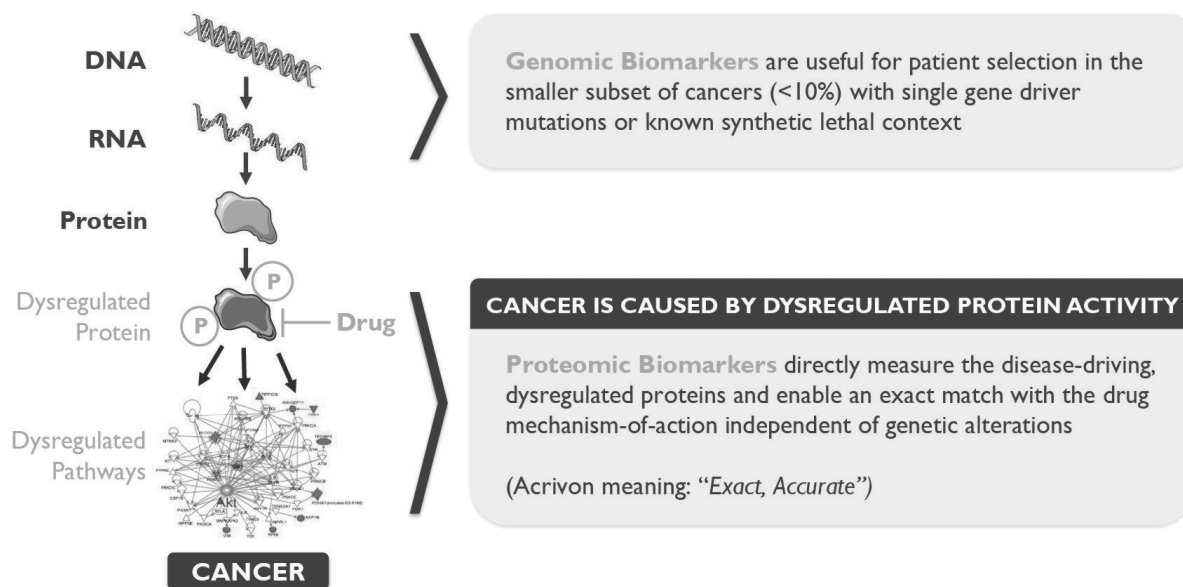 DNA
RNA
Protein
Dysregulated
Protein
P
P
Drug
Dysregulated
Pathways
Akt
CANCER
Genomic Biomarkers are useful for patient selection in the
smaller subset of cancers (<10%) with single gene driver
mutations or known synthetic lethal context
CANCER IS CAUSED BY DYSREGULATED PROTEIN ACTIVITY
Proteomic Biomarkers directly measure the disease-driving,
dysregulated proteins and enable an exact match with the drug
mechanism-of-action independent of genetic alterations
(Acrivon meaning: “Exact, Accurate”)